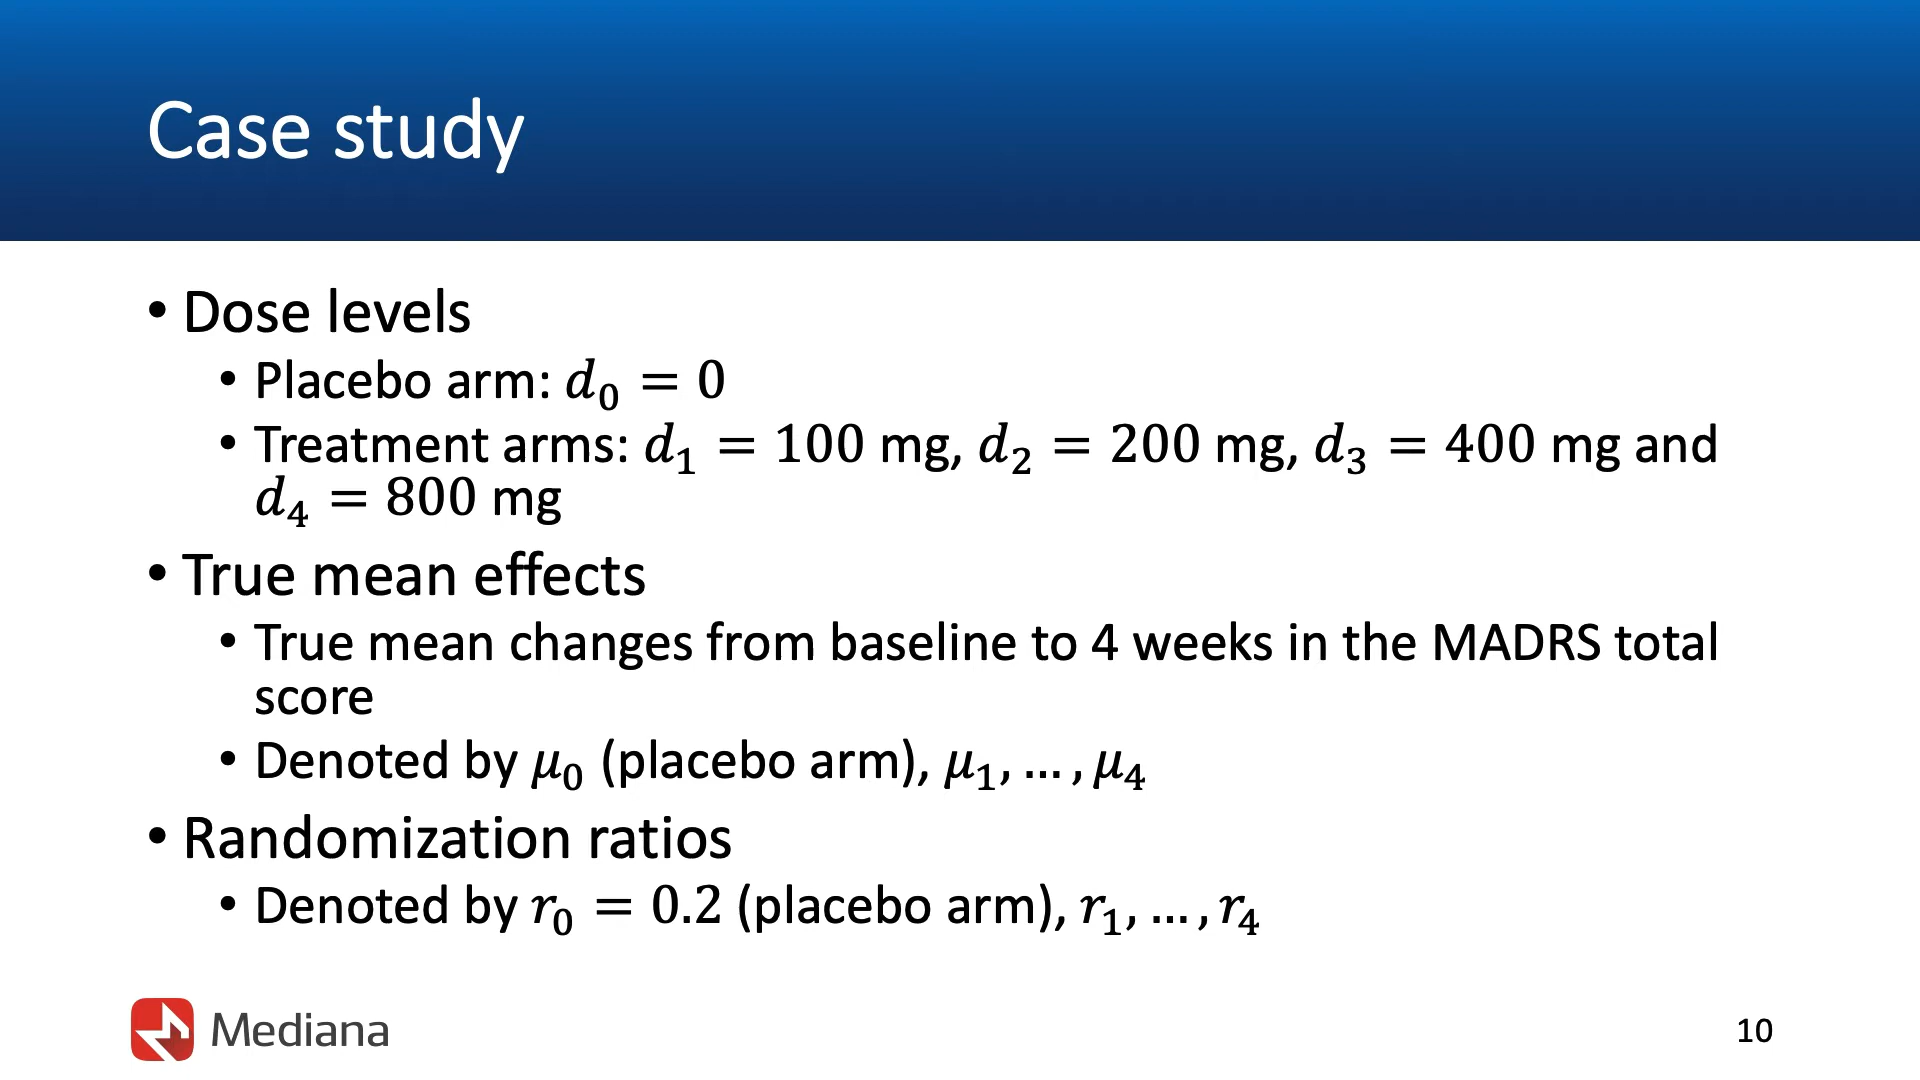 Case study
• Dose levels
• Placebo arm: d₀ = 0
• Treatment arms: d₁ = 100 mg, d₂ = 200 mg, d₃ = 400 mg and
d₄ = 800 mg
• True mean effects
• True mean changes from baseline to 4 weeks in the MADRS total
score
• Denoted by μ₀ (placebo arm), μ₁, … , μ₄
• Randomization ratios
• Denoted by r₀ = 0.2 (placebo arm), r₁, … , r₄
Mediana
10